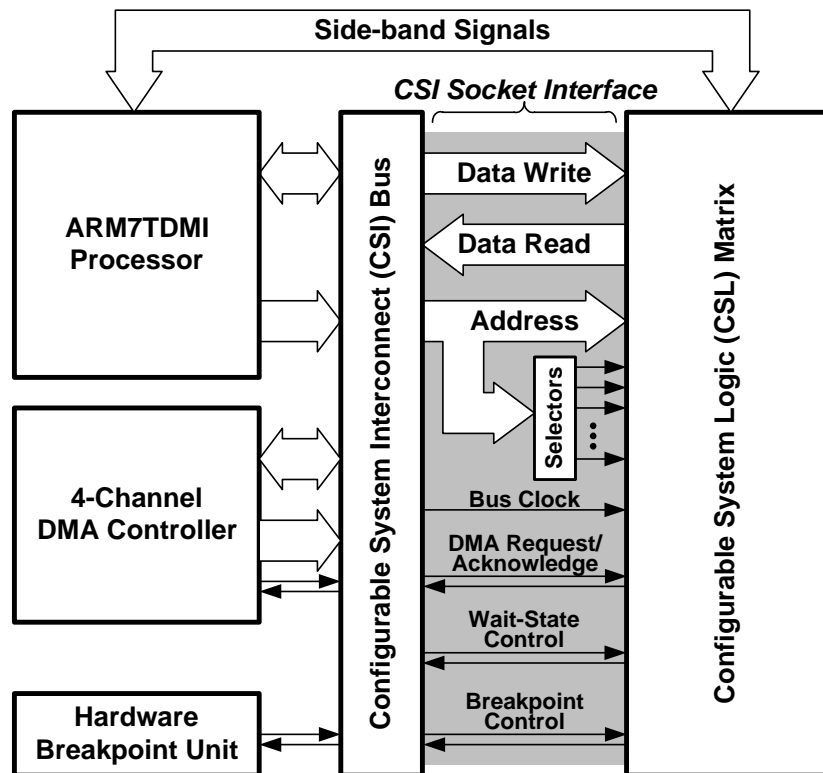 Side-band Signals
CSI Socket Interface
ARM7TDMI
Processor
4-Channel
DMA Controller
Hardware
Breakpoint Unit
Configurable System Interconnect (CSI) Bus
Data Write
Data Read
Address
Selectors
Bus Clock
DMA Request/
Acknowledge
Wait-State
Control
Breakpoint
Control
Configurable System Logic (CSL) Matrix